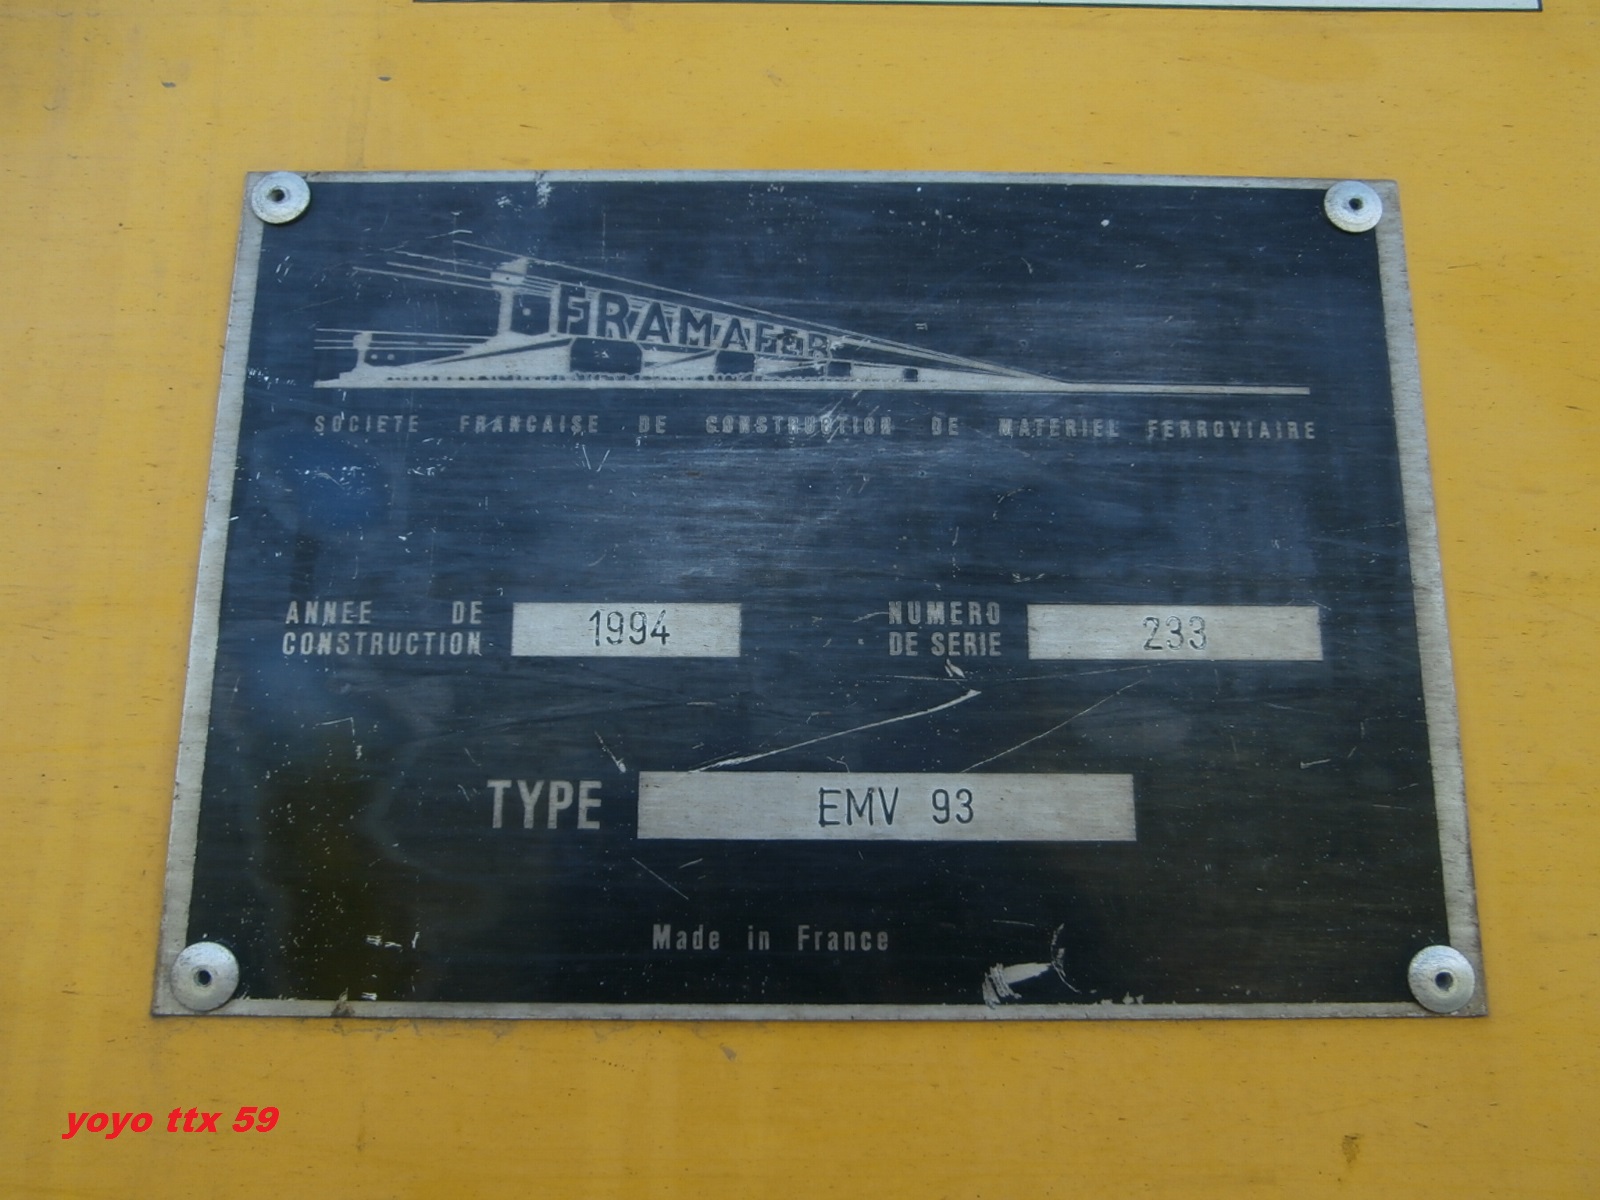 FRAMAFER
SOCIETE FRANCAISE DE CONSTRUCTION DE MATERIEL FERROVIAIRE
ANNEE DE
CONSTRUCTION
1994
NUMERO
DE SERIE
233
TYPE
EMV 93
Made in France
yoyo ttx 59